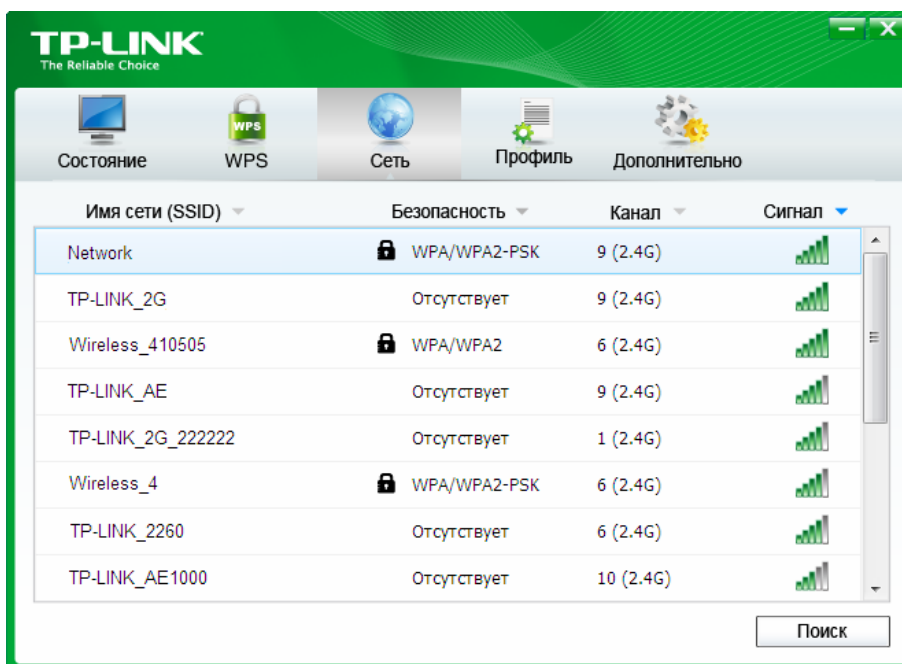 TP-LINK
The Reliable Choice
WPS
Состояние WPS Сеть Профиль Дополнительно
Имя сети (SSID) Безопасность Канал Сигнал
Network WPA/WPA2-PSK 9 (2.4G)
TP-LINK_2G Отсутствует 9 (2.4G)
Wireless_410505 WPA/WPA2 6 (2.4G)
TP-LINK_AE Отсутствует 9 (2.4G)
TP-LINK_2G_222222 Отсутствует 1 (2.4G)
Wireless_4 WPA/WPA2-PSK 6 (2.4G)
TP-LINK_2260 Отсутствует 6 (2.4G)
TP-LINK_AE1000 Отсутствует 10 (2.4G)
Поиск